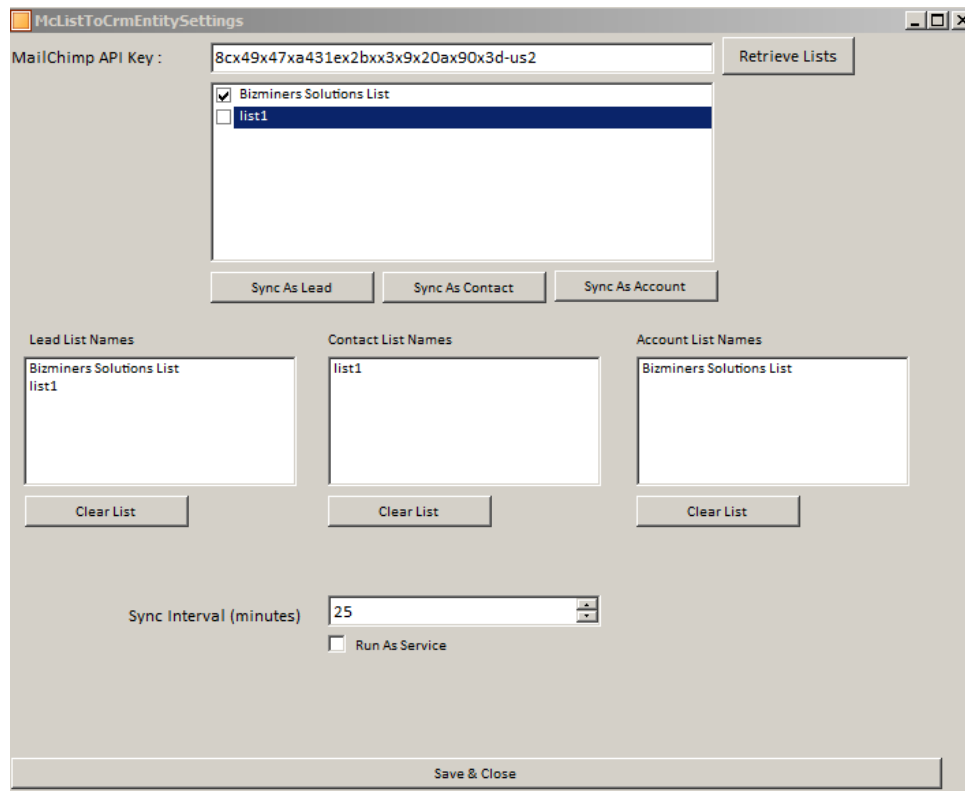 McListToCrmEntitySettings
MailChimp API Key :
8cx49x47xa431ex2bxx3x9x20ax90x3d-us2
Retrieve Lists
Bizminers Solutions List
list1
Sync As Lead
Sync As Contact
Sync As Account
Lead List Names
Contact List Names
Account List Names
Bizminers Solutions List
list1
list1
Bizminers Solutions List
Clear List
Clear List
Clear List
Sync Interval (minutes)
25
Run As Service
Save & Close